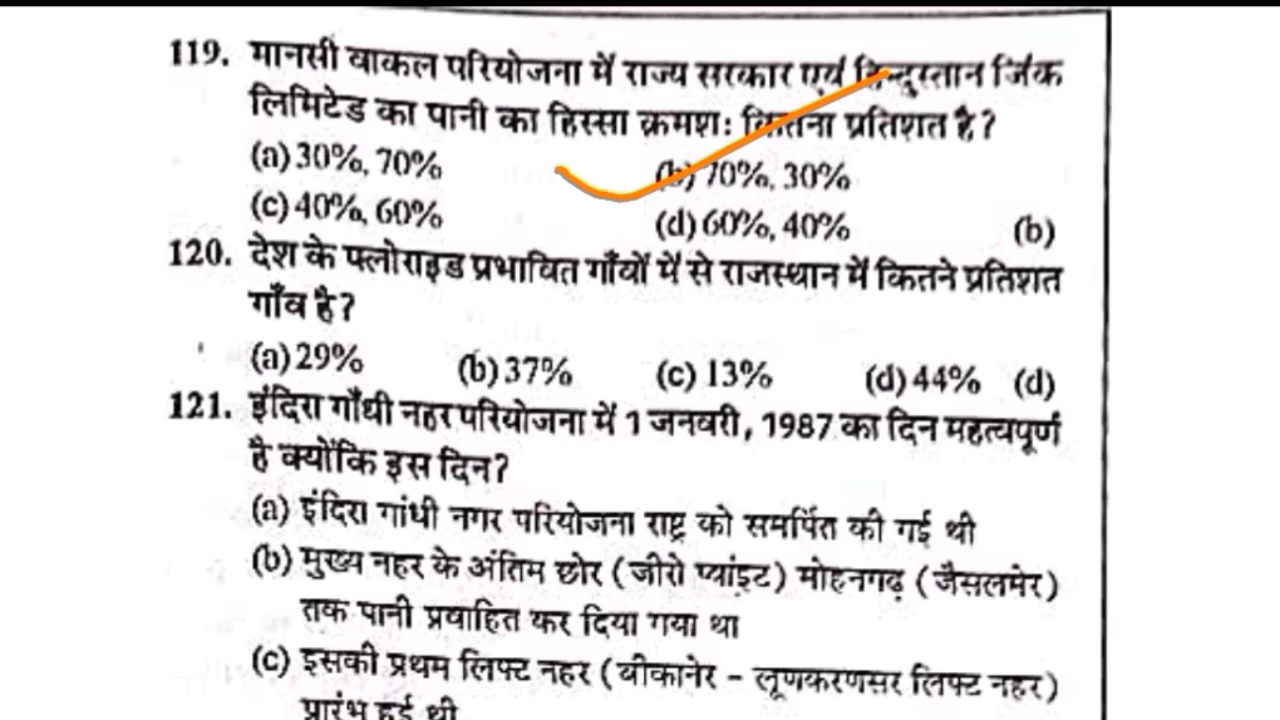 119. मानसी वाकल परियोजना में राज्य सरकार एवं हिन्दुस्तान जिंक
लिमिटेड का पानी का हिस्सा क्रमशः कितना प्रतिशत है?
(a) 30%, 70% (b) 70%, 30%
(c) 40%, 60% (d) 60%, 40% (b)
120. देश के फ्लोराइड प्रभावित गाँवों में से राजस्थान में कितने प्रतिशत
गाँव है?
(a) 29% (b) 37% (c) 13% (d) 44% (d)
121. इंदिरा गाँधी नहर परियोजना में 1 जनवरी, 1987 का दिन महत्वपूर्ण
है क्योंकि इस दिन?
(a) इंदिरा गांधी नगर परियोजना राष्ट्र को समर्पित की गई थी
(b) मुख्य नहर के अंतिम छोर (जीरो प्यांइट) मोहनगढ़ (जैसलमेर)
तक पानी प्रवाहित कर दिया गया था
(c) इसकी प्रथम लिफ्ट नहर (बीकानेर - लूणकरणसर लिफ्ट नहर)
प्रारंभ हुई थी